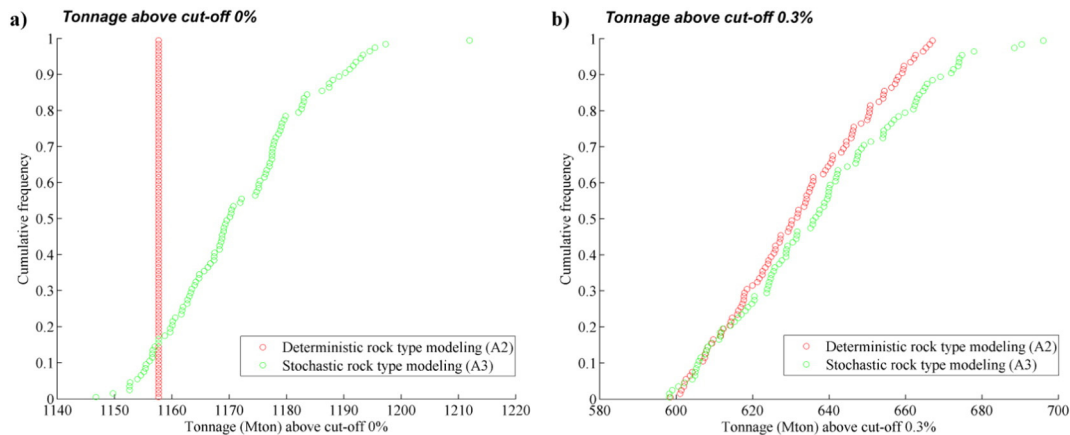 a)
Tonnage above cut-off 0%
1
0.9
0.8
0.7
0.6
0.5
0.4
0.3
0.2
0.1
0
Cumulative frequency
Deterministic rock type modeling (A2)
Stochastic rock type modeling (A3)
1140 1150 1160 1170 1180 1190 1200 1210 1220
Tonnage (Mton) above cut-off 0%
b)
Tonnage above cut-off 0.3%
1
0.9
0.8
0.7
0.6
0.5
0.4
0.3
0.2
0.1
0
Cumulative frequency
Deterministic rock type modeling (A2)
Stochastic rock type modeling (A3)
580 600 620 640 660 680 700
Tonnage (Mton) above cut-off 0.3%